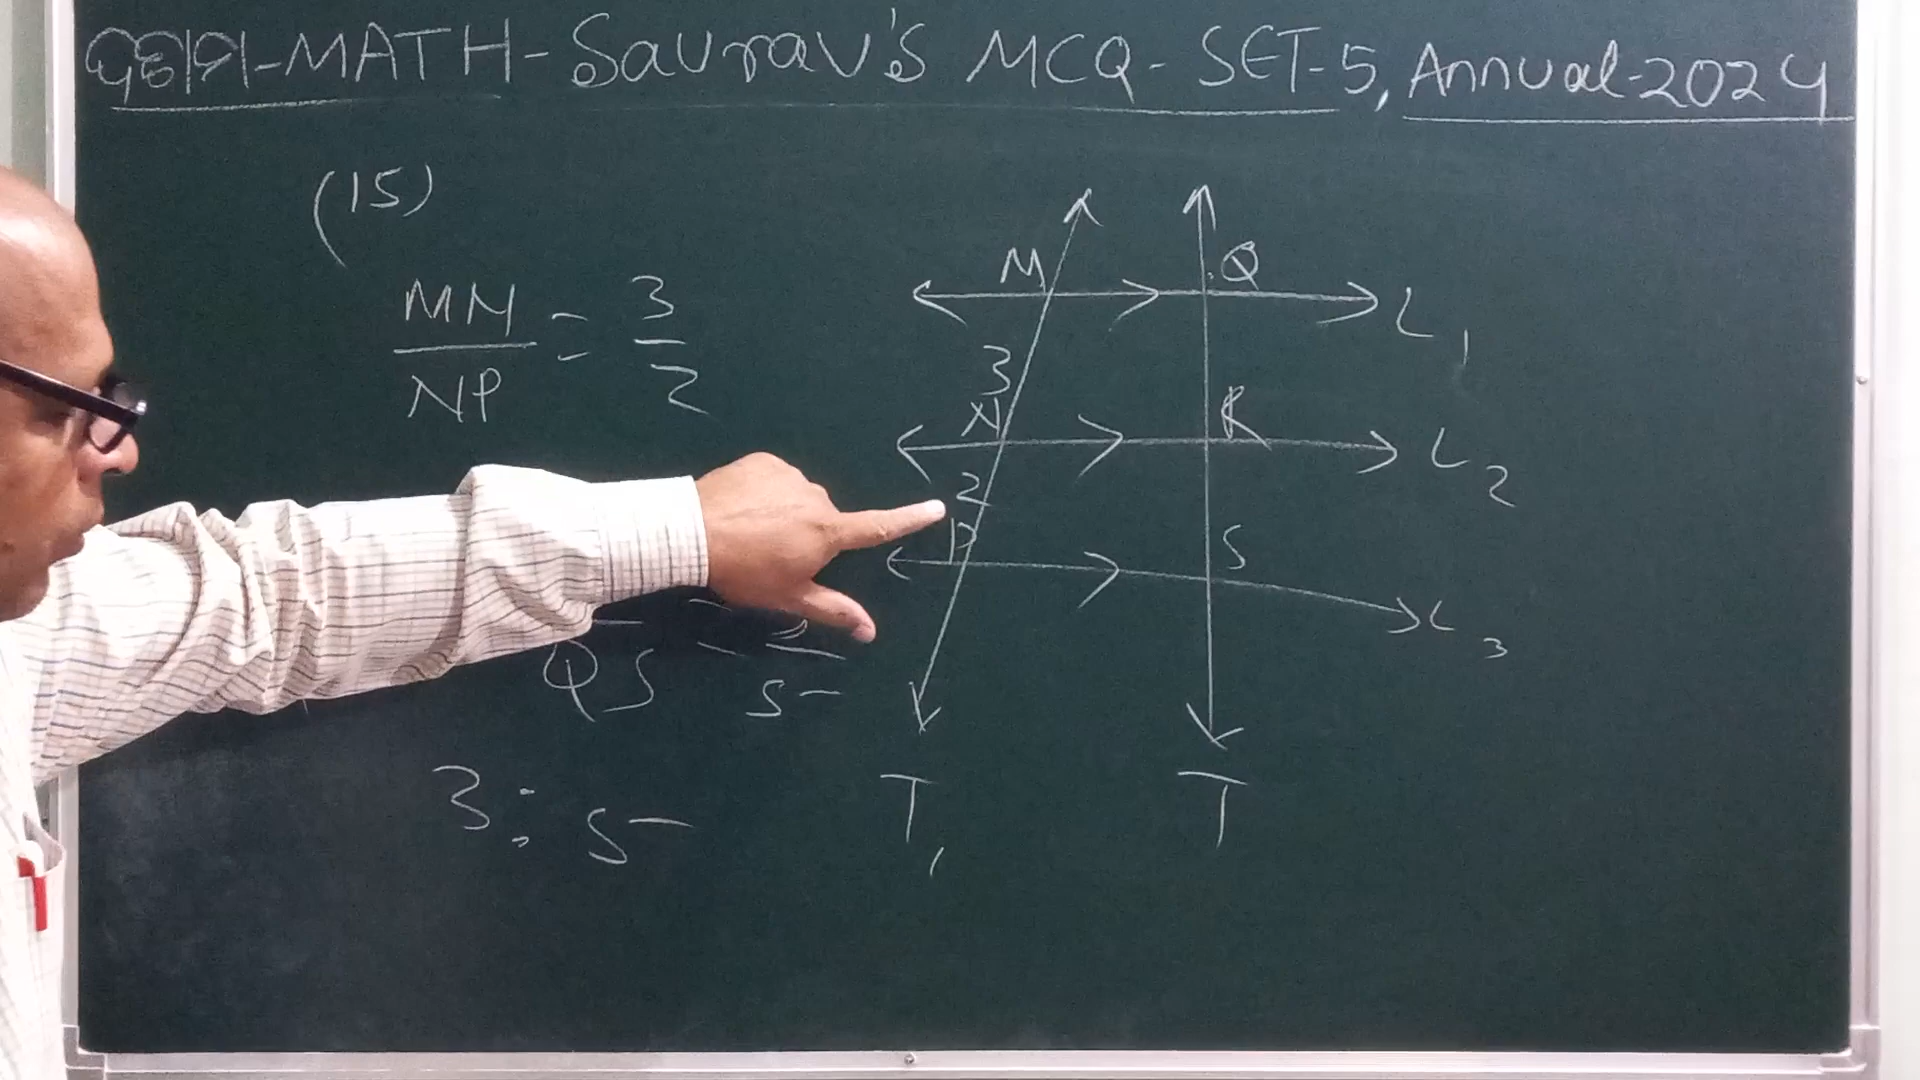 -MATH-Saurav's MCQ-SET-5, Annual-2024
(15)
MN/NP = 3/2
QS = 5
3:5
M Q L1
3
N R L2
2
P S L3
T1 T